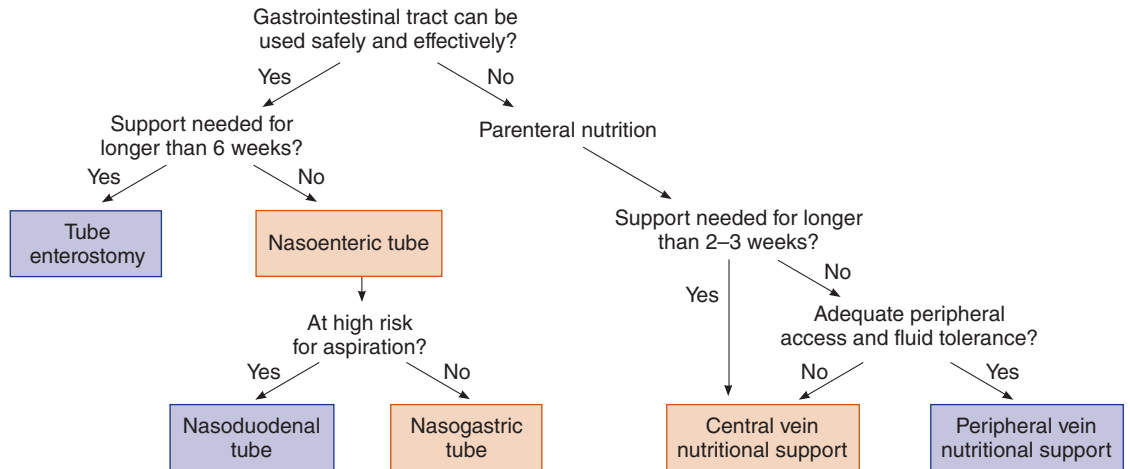 Gastrointestinal tract can be
used safely and effectively?
Yes
No
Support needed for
longer than 6 weeks?
Parenteral nutrition
Yes
No
Tube
enterostomy
Nasoenteric tube
Support needed for longer
than 2–3 weeks?
Yes
No
At high risk
for aspiration?
Adequate peripheral
access and fluid tolerance?
Yes
No
No
Yes
Nasoduodenal
tube
Nasogastric
tube
Central vein
nutritional support
Peripheral vein
nutritional support